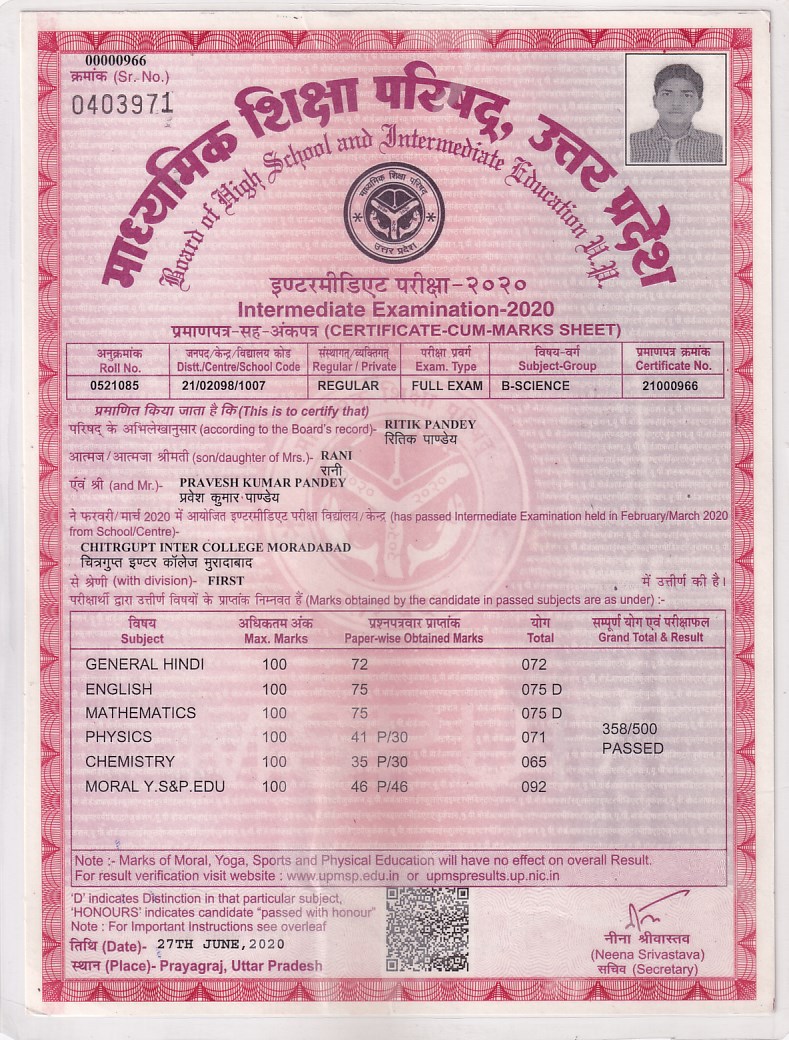 00000966
क्रमांक (Sr. No.)
0403971
माध्यमिक शिक्षा परिषद्, उत्तर प्रदेश
Board of High School and Intermediate Education U.P.
माध्यमिक शिक्षा परिषद्
उत्तर प्रदेश
इण्टरमीडिएट परीक्षा-२०२०
Intermediate Examination-2020
प्रमाणपत्र-सह-अंकपत्र (CERTIFICATE-CUM-MARKS SHEET)
अनुक्रमांक जनपद/केन्द्र/विद्यालय कोड संस्थागत/व्यक्तिगत् परीक्षा प्रवर्ग विषय-वर्ग प्रमाणपत्र क्रमांक
Roll No. Distt./Centre/School Code Regular / Private Exam. Type Subject-Group Certificate No.
0521085 21/02098/1007 REGULAR FULL EXAM B-SCIENCE 21000966
प्रमाणित किया जाता है कि (This is to certify that)
परिषद् के अभिलेखानुसार (according to the Board's record)- RITIK PANDEY
रितिक पाण्डेय
आत्मज/आत्मजा श्रीमती (son/daughter of Mrs.)- RANI
रानी
एंव श्री (and Mr.)- PRAVESH KUMAR PANDEY
प्रवेश कुमार पाण्डेय
ने फरवरी/मार्च 2020 में आयोजित इण्टरमीडिएट परीक्षा विद्यालय/केन्द्र (has passed Intermediate Examination held in February/March 2020
from School/Centre)-
CHITRGUPT INTER COLLEGE MORADABAD
चित्रगुप्त इण्टर कॉलेज मुरादाबाद
से श्रेणी (with division)- FIRST में उत्तीर्ण की है।
परीक्षार्थी द्वारा उत्तीर्ण विषयों के प्राप्तांक निम्नवत हैं (Marks obtained by the candidate in passed subjects are as under) :-
विषय अधिकतम अंक प्रश्नपत्रवार प्राप्तांक योग सम्पूर्ण योग एवं परीक्षाफल
Subject Max. Marks Paper-wise Obtained Marks Total Grand Total & Result
GENERAL HINDI 100 72 072
ENGLISH 100 75 075 D
MATHEMATICS 100 75 075 D
PHYSICS 100 41 P/30 071
358/500
PASSED
CHEMISTRY 100 35 P/30 065
MORAL Y.S&P.EDU 100 46 P/46 092
Note :- Marks of Moral, Yoga, Sports and Physical Education will have no effect on overall Result.
For result verification visit website : www.upmsp.edu.in or upmspresults.up.nic.in
'D' indicates Distinction in that particular subject,
'HONOURS' indicates candidate "passed with honour"
Note : For Important Instructions see overleaf
तिथि (Date)- 27TH JUNE,2020
स्थान (Place)- Prayagraj, Uttar Pradesh
नीना श्रीवास्तव
(Neena Srivastava)
सचिव (Secretary)